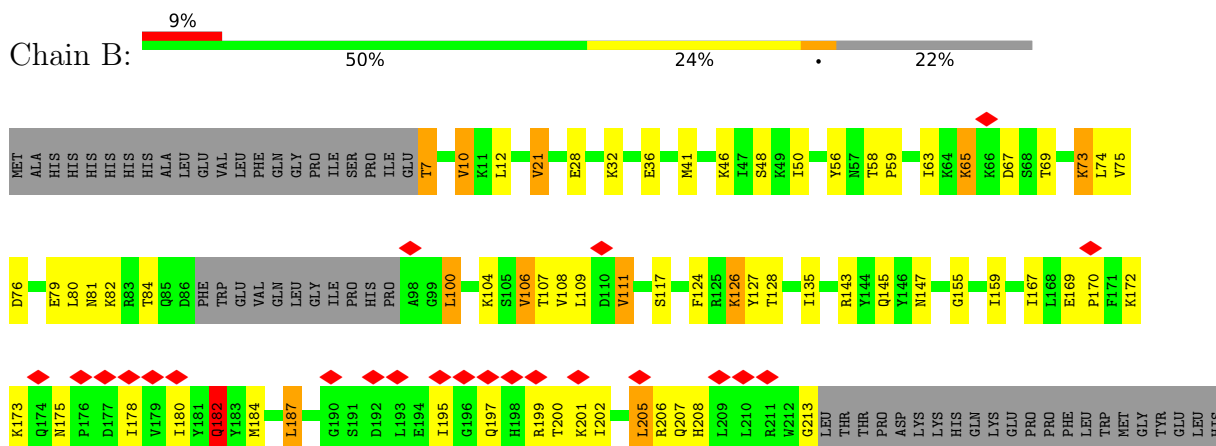 9%
Chain B:
50% 24% • 22%
MET ALA HIS HIS HIS HIS HIS HIS ALA LEU GLU VAL LEU PHE GLN GLY PRO ILE SER PRO ILE GLU T7 V10 K11 L12 V21 E28 K32 E36 M41 K46 I47 S48 K49 I50 Y56 N57 T58 P59 I63 K64 K65 K66 D67 S68 T69 K73 L74 V75
D76 E79 L80 N81 K82 R83 T84 Q85 D86 PHE TRP GLU VAL GLN LEU GLY ILE PRO HIS PRO A98 G99 L100 K104 S105 V106 T107 V108 L109 D110 V111 S117 F124 R125 K126 Y127 T128 I135 R143 Y144 Q145 Y146 N147 G155 I159 I167 L168 E169 P170 F171 K172
K173 Q174 N175 P176 D177 I178 V179 I180 Y181 Q182 Y183 M184 L187 G190 S191 D192 L193 E194 I195 G196 Q197 H198 R199 T200 K201 I202 L205 R206 Q207 H208 L209 L210 R211 W212 G213 LEU THR THR PRO ASP LYS LYS HIS GLN LYS GLU PRO PRO PHE LEU TRP MET GLY TYR GLU LEU HIS